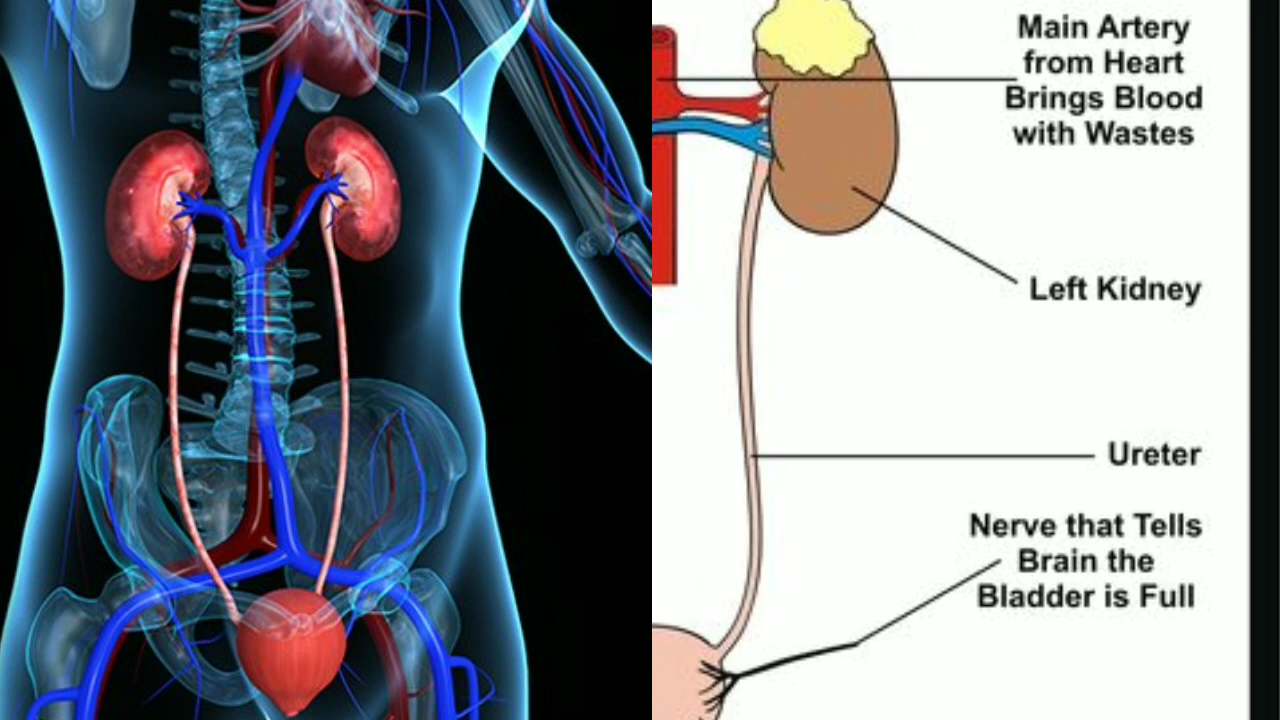 Main Artery
from Heart
Brings Blood
with Wastes
Left Kidney
Ureter
Nerve that Tells
Brain the
Bladder is Full